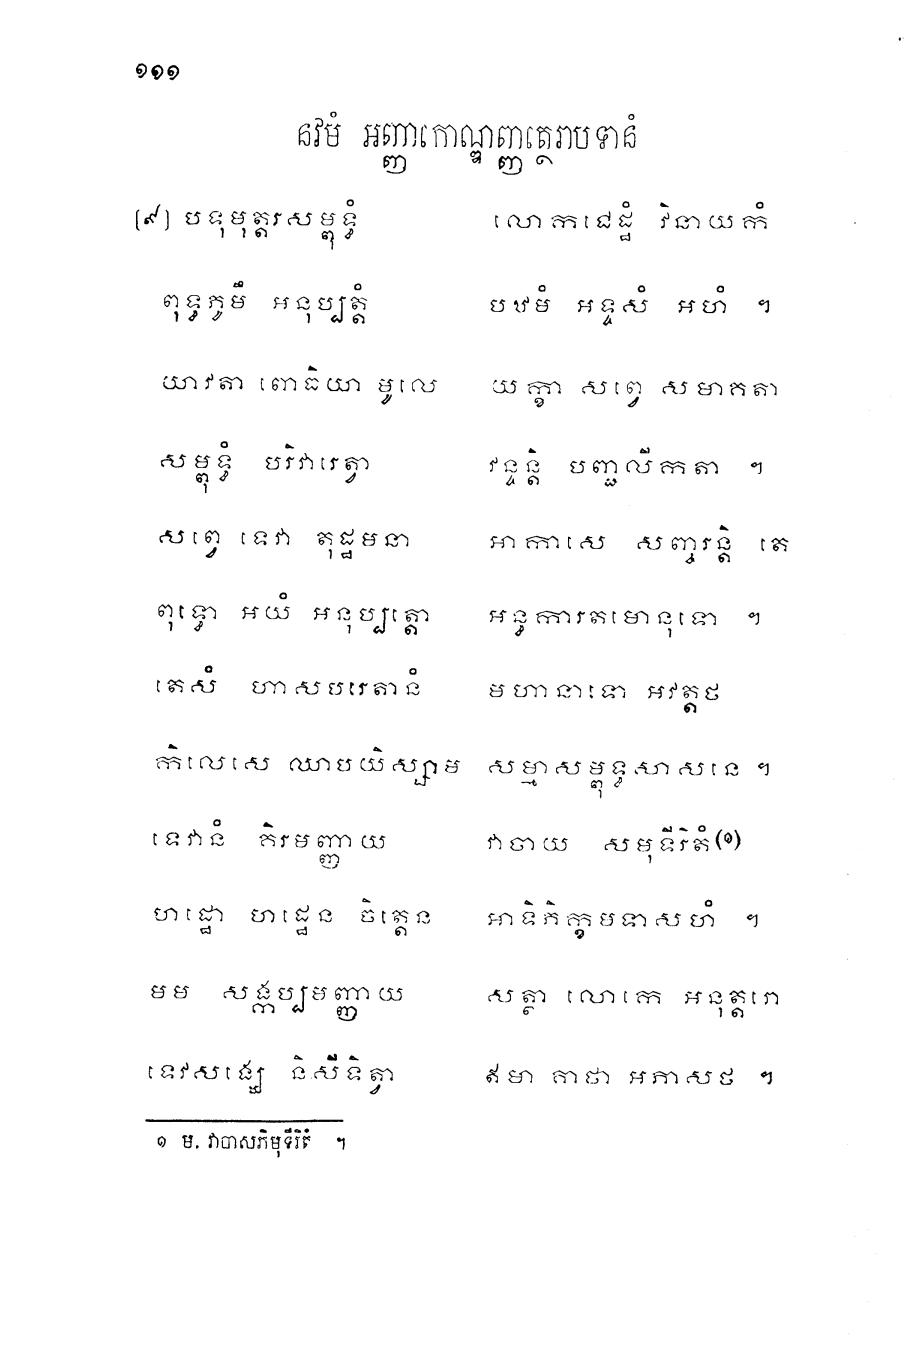 ១១១
នវមំ អញ្ញាកោណ្ឌញ្ញត្ថេរាបទានំ
[៩] បទុមុត្តរសម្ពុទ្ធំ លោកជេដ្ឋំ វិនាយកំ
ពុទ្ធភូមឹ អនុប្បត្តំ បឋមំ អទ្ទសំ អហំ ។
យាវតា ពោធិយា មូលេ យក្ខា សព្វេ សមាគតា
សម្ពុទ្ធំ បរិវារេត្វា វន្ទន្តិ បញ្ជលីកតា ។
សព្វេ ទេវា តុដ្ឋមនា អាកាសេ សញ្ចរន្តិ តេ
ពុទ្ធោ អយំ អនុប្បត្តោ អន្ធការតមោនុទោ ។
តេសំ ហាសបរេតានំ មហានាទោ អវត្តថ
កិលេសេ ឈាបយិស្សាម សម្មាសម្ពុទ្ធសាសនេ ។
ទេវានំ គិរមញ្ញាយ វាចាយ សមុទីរិតំ(១)
ហដ្ឋោ ហដ្ឋេន ចិត្តេន អាទិភិក្ខមទាសហំ ។
មម សង្កប្បមញ្ញាយ សត្ថា លោកេ អនុត្តរោ
ទេវសង្ឃេ និសីទិត្វា ឥមា គាថា អភាសថ ។
១ ម. វាចាសភិមុទីរិតំ ។